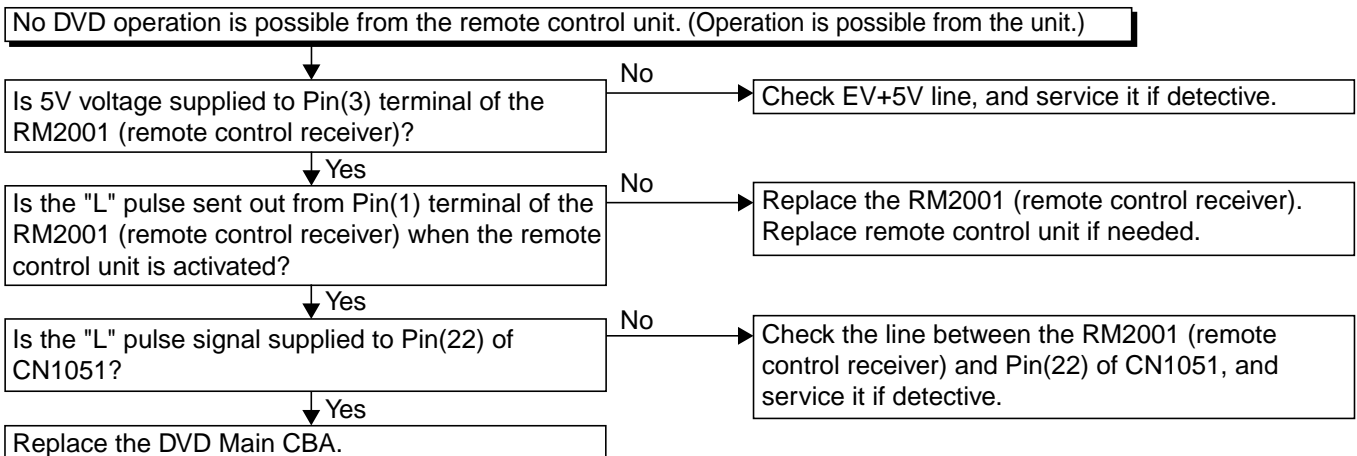 No DVD operation is possible from the remote control unit. (Operation is possible from the unit.)
Is 5V voltage supplied to Pin(3) terminal of the
RM2001 (remote control receiver)?
No
Check EV+5V line, and service it if detective.
Yes
Is the "L" pulse sent out from Pin(1) terminal of the
RM2001 (remote control receiver) when the remote
control unit is activated?
No
Replace the RM2001 (remote control receiver).
Replace remote control unit if needed.
Yes
Is the "L" pulse signal supplied to Pin(22) of
CN1051?
No
Check the line between the RM2001 (remote
control receiver) and Pin(22) of CN1051, and
service it if detective.
Yes
Replace the DVD Main CBA.